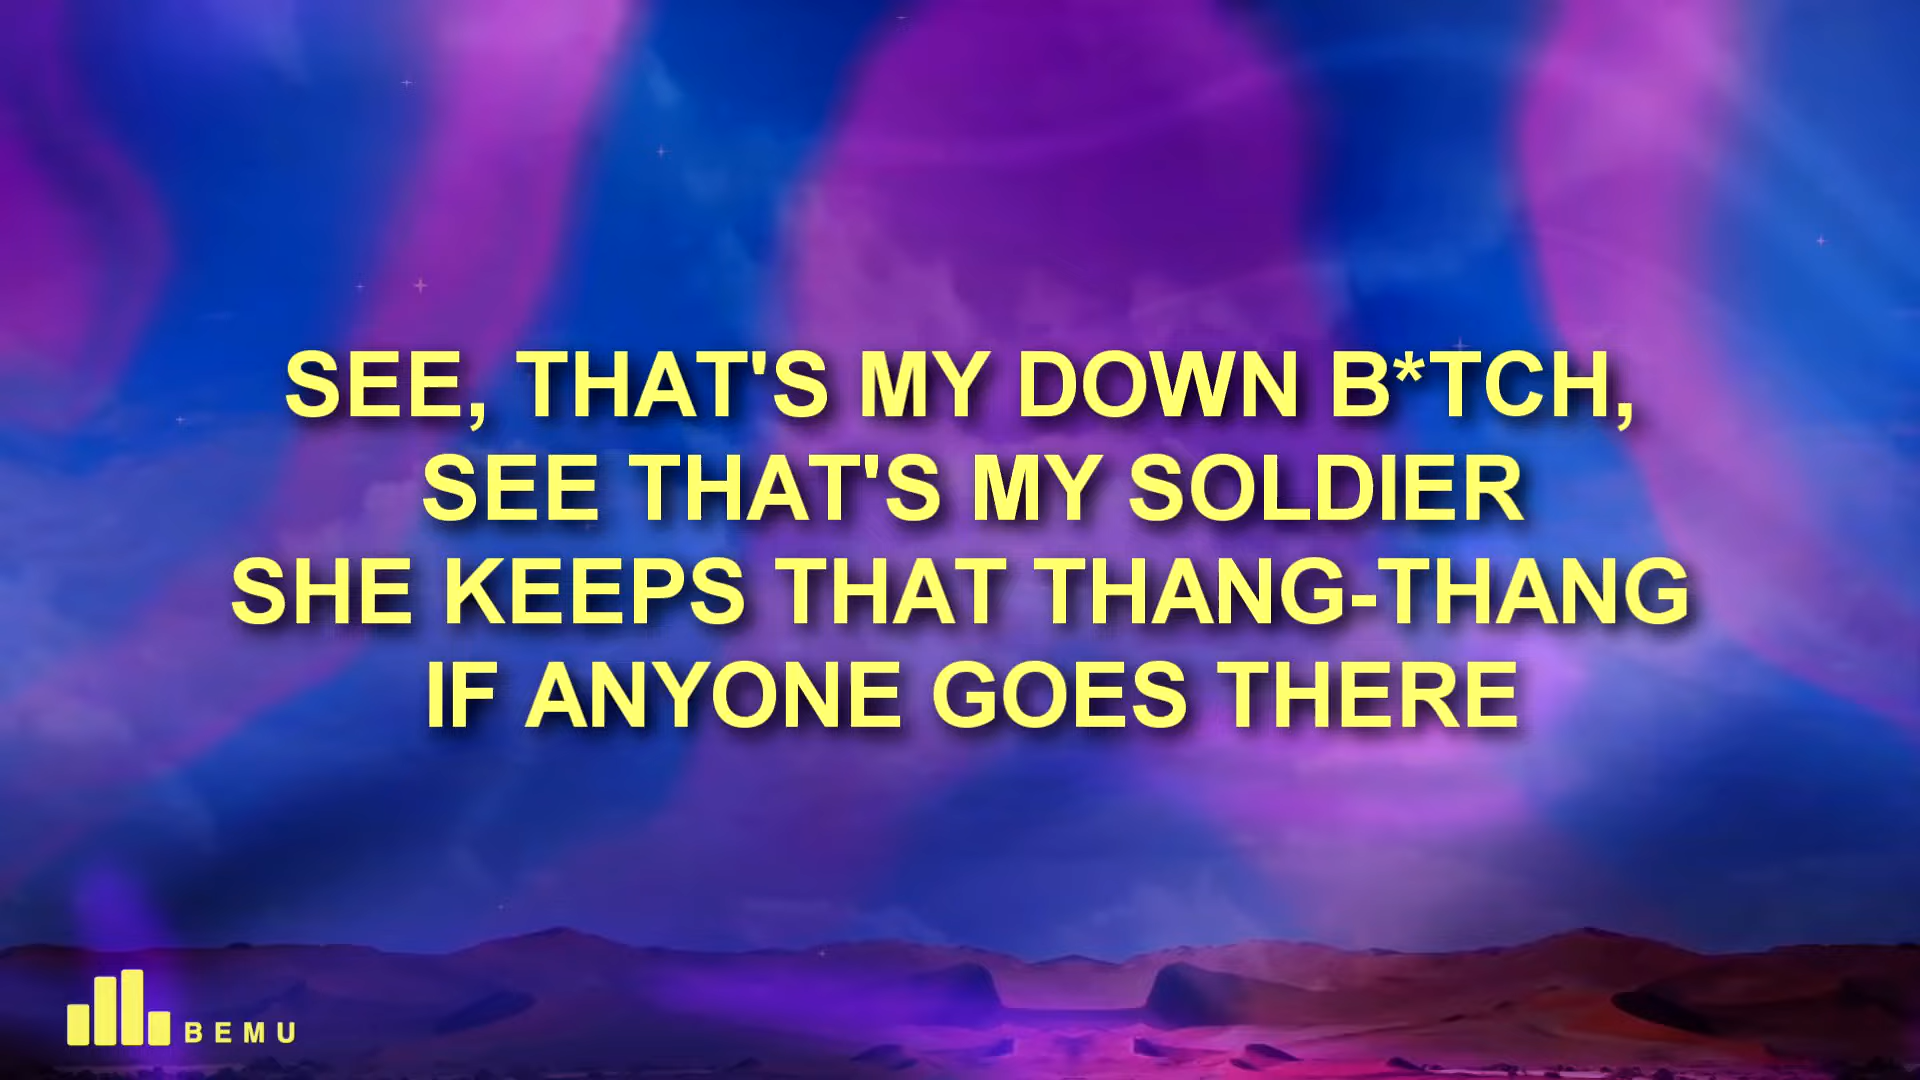 SEE, THAT'S MY DOWN B*TCH,
SEE THAT'S MY SOLDIER
SHE KEEPS THAT THANG-THANG
IF ANYONE GOES THERE
BEMU